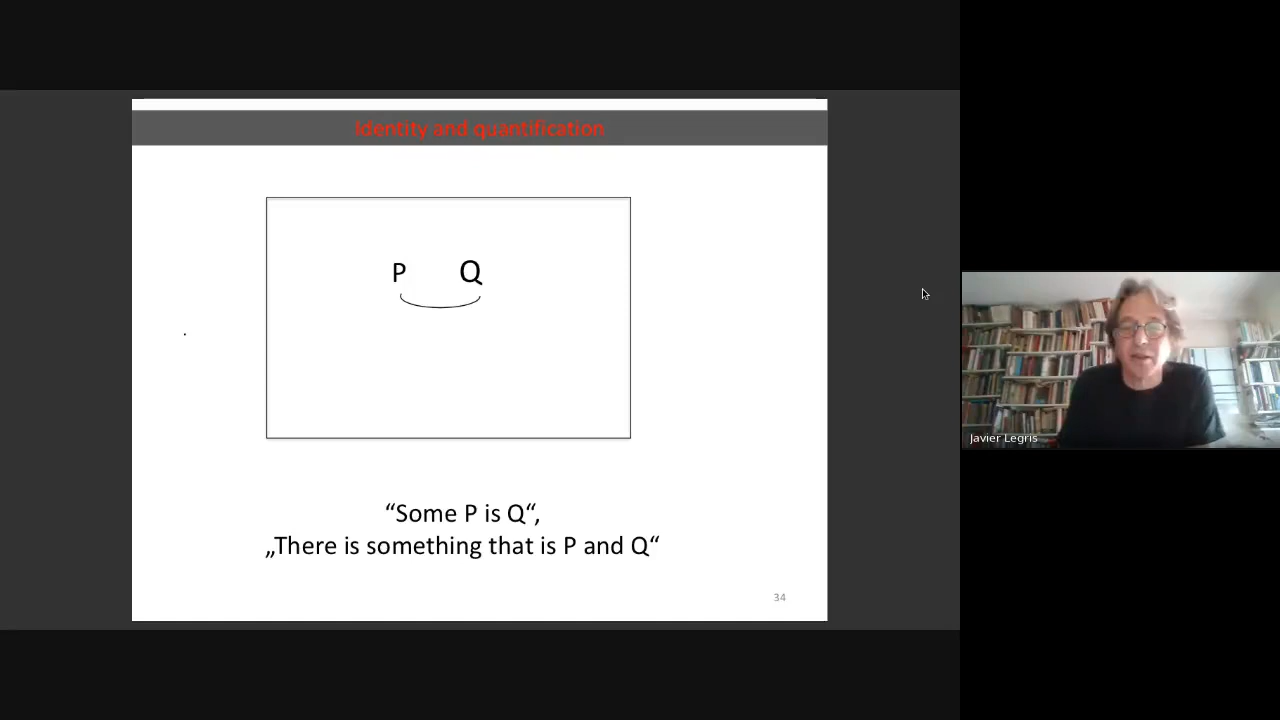 Identity and quantification
P Q
“Some P is Q“,
„There is something that is P and Q“
34
Javier Legris